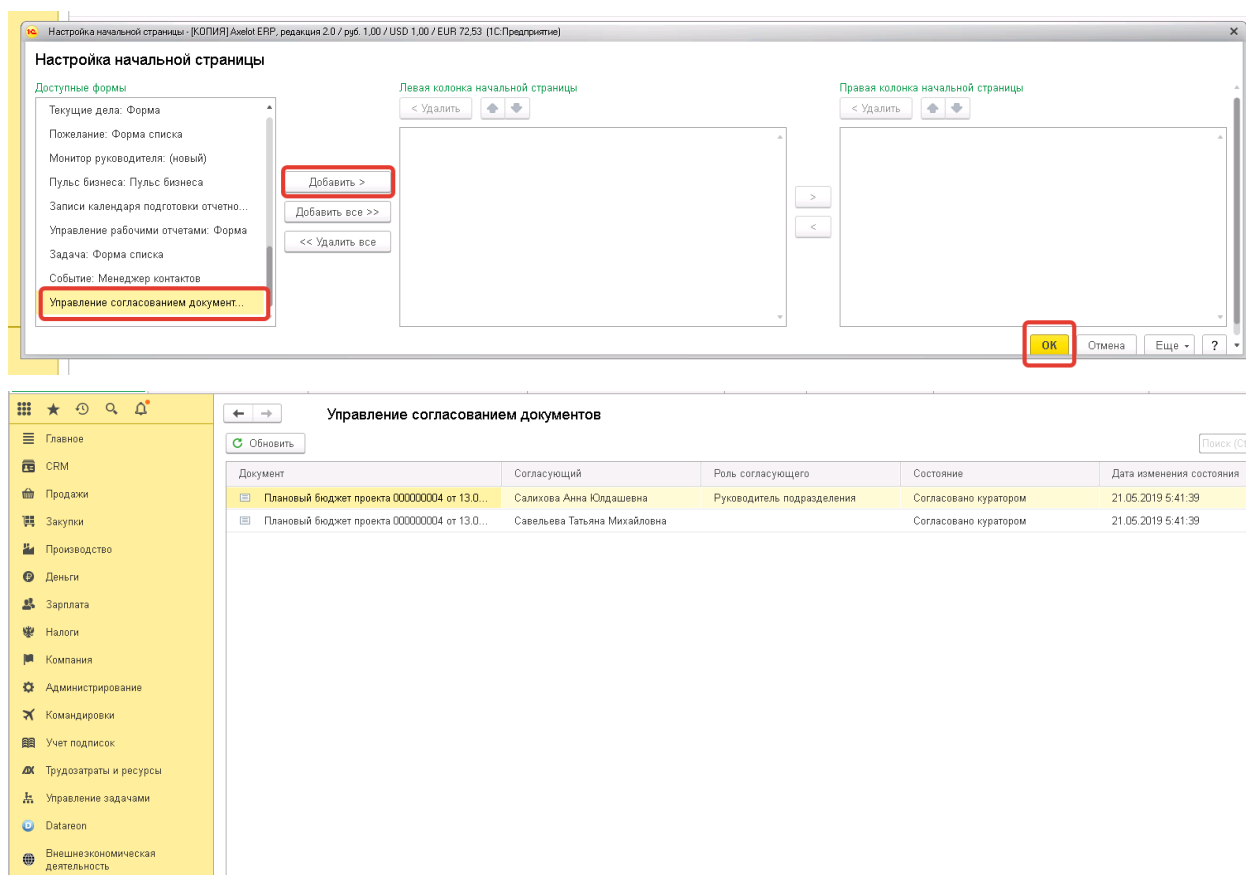 Настройка начальной страницы - [КОПИЯ] Axelot ERP, редакция 2.0 / руб. 1,00 / USD 1,00 / EUR 72,53 (1С:Предприятие)
Настройка начальной страницы
Доступные формы
Левая колонка начальной страницы
Правая колонка начальной страницы
Текущие дела: Форма
Пожелание: Форма списка
Монитор руководителя: (новый)
Пульс бизнеса: Пульс бизнеса
Записи календаря подготовки отчетно...
Управление рабочими отчетами: Форма
Задача: Форма списка
Событие: Менеджер контактов
Управление согласованием документ...
Добавить >
Добавить все >>
<< Удалить все
< Удалить
>
<
< Удалить
ОК
Отмена
Еще
?
Главное
CRM
Продажи
Закупки
Производство
Деньги
Зарплата
Налоги
Компания
Администрирование
Командировки
Учет подписок
Трудозатраты и ресурсы
Управление задачами
Datareon
Внешнеэкономическая
деятельность
Управление согласованием документов
Обновить
Поиск (Ct
Документ Согласующий Роль согласующего Состояние Дата изменения состояния
Плановый бюджет проекта 000000004 от 13.0... Салихова Анна Юлдашевна Руководитель подразделения Согласовано куратором 21.05.2019 5:41:39
Плановый бюджет проекта 000000004 от 13.0... Савельева Татьяна Михайловна Согласовано куратором 21.05.2019 5:41:39